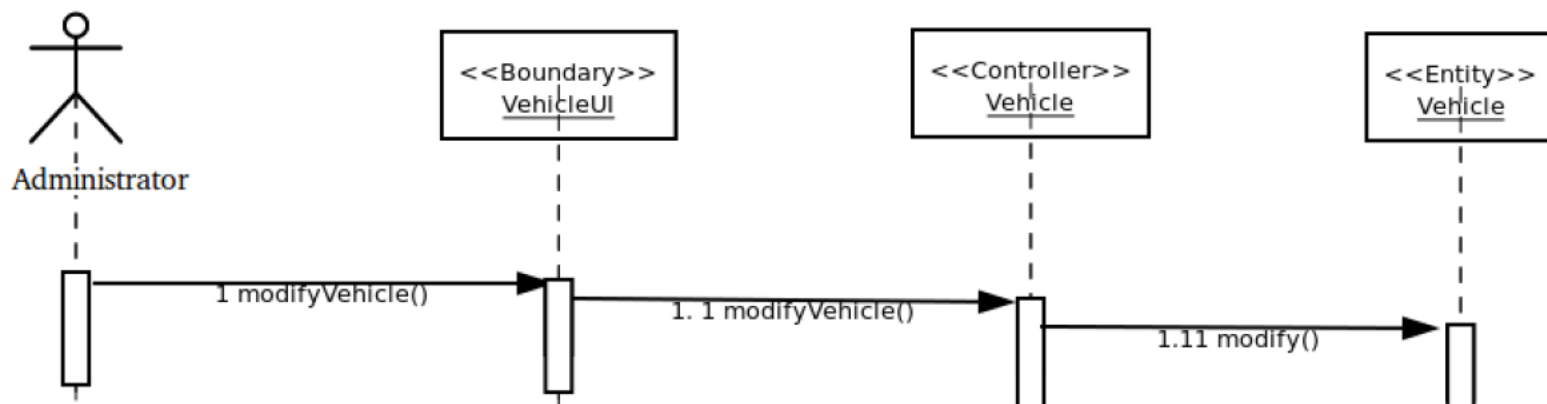 <<Boundary>>
VehicleUI
<<Controller>>
Vehicle
<<Entity>>
Vehicle
Administrator
1 modifyVehicle()
1. 1 modifyVehicle()
1.11 modify()